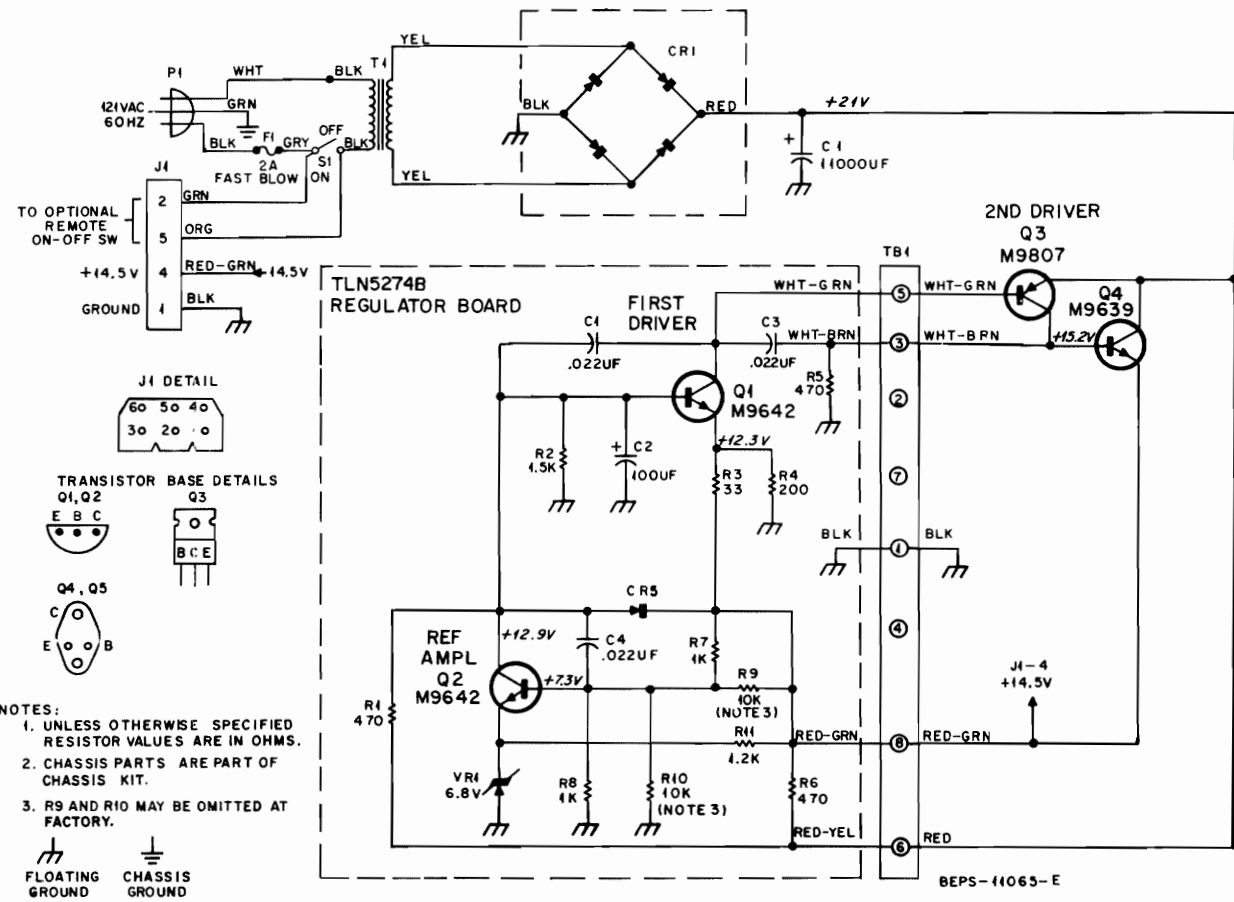 P1
WHT
BLK
T1
YEL
CR1
121VAC
60HZ
GRN
BLK
RED
+21V
BLK
F1
GRY
OFF
S1
BLK
2A
FAST BLOW
ON
YEL
+
C1
11000UF
J1
TO OPTIONAL
REMOTE
ON-OFF SW
2
GRN
5
ORG
+14.5V
4
RED-GRN
+14.5V
GROUND
1
BLK
TLN5274B
REGULATOR BOARD
FIRST
DRIVER
WHT-GRN
TB1
5
WHT-GRN
2ND DRIVER
Q3
M9807
Q4
M9639
C1
.022UF
C3
.022UF
WHT-BRN
3
WHT-BRN
+15.2V
R5
470
2
Q1
M9642
R2
1.5K
+
C2
100UF
+12.3V
R3
33
R4
200
7
BLK
1
BLK
4
CR5
+12.9V
C4
.022UF
R7
1K
REF
AMPL
Q2
M9642
+7.3V
R9
10K
(NOTE 3)
R1
470
R11
1.2K
RED-GRN
8
RED-GRN
J1-4
+14.5V
VR1
6.8V
R8
1K
R10
10K
(NOTE 3)
R6
470
RED-YEL
6
RED
J1 DETAIL
6 5 4
3 2
TRANSISTOR BASE DETAILS
Q1,Q2
E B C
Q3
B C E
Q4, Q5
C
E
B
NOTES:
1. UNLESS OTHERWISE SPECIFIED
RESISTOR VALUES ARE IN OHMS.
2. CHASSIS PARTS ARE PART OF
CHASSIS KIT.
3. R9 AND R10 MAY BE OMITTED AT
FACTORY.
FLOATING
GROUND
CHASSIS
GROUND
BEPS-11065-E